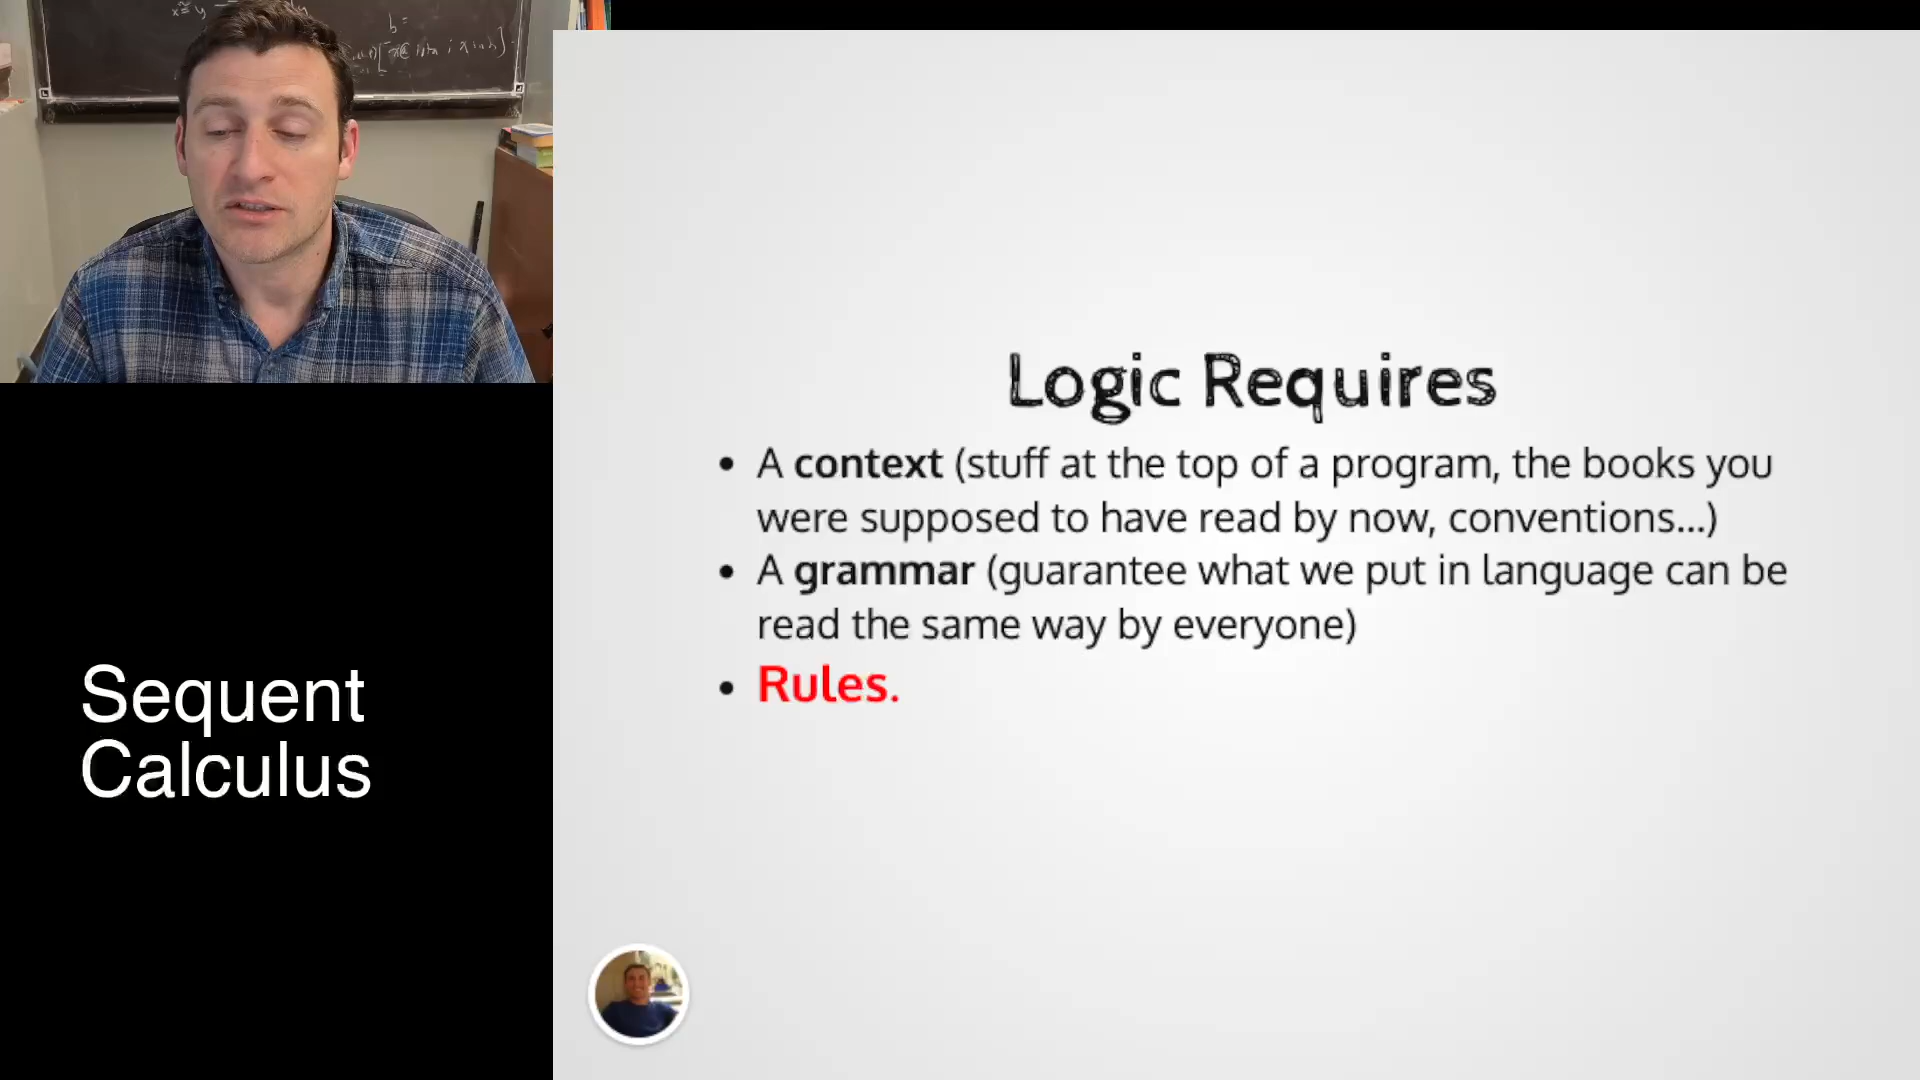 b =
Logic Requires
• A context (stuff at the top of a program, the books you
were supposed to have read by now, conventions...)
• A grammar (guarantee what we put in language can be
read the same way by everyone)
• Rules.
Sequent
Calculus